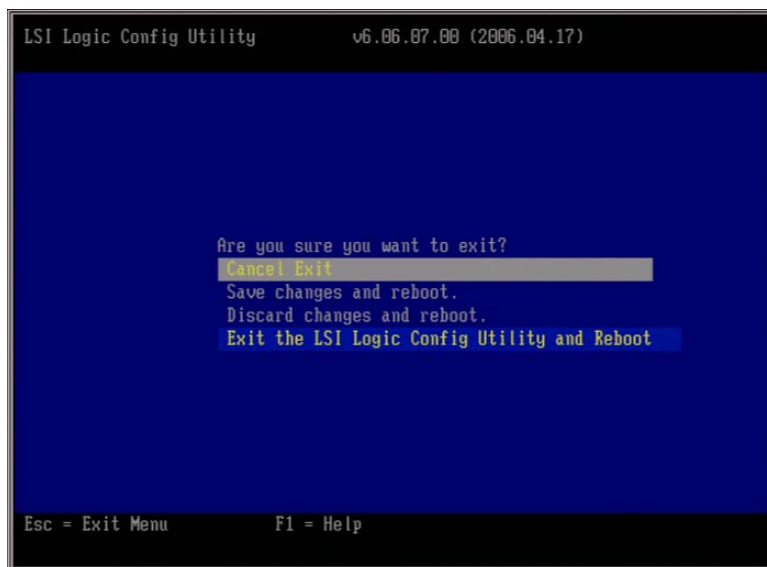 LSI Logic Config Utility v6.06.07.00 (2006.04.17)
Are you sure you want to exit?
Cancel Exit
Save changes and reboot.
Discard changes and reboot.
Exit the LSI Logic Config Utility and Reboot
Esc = Exit Menu F1 = Help